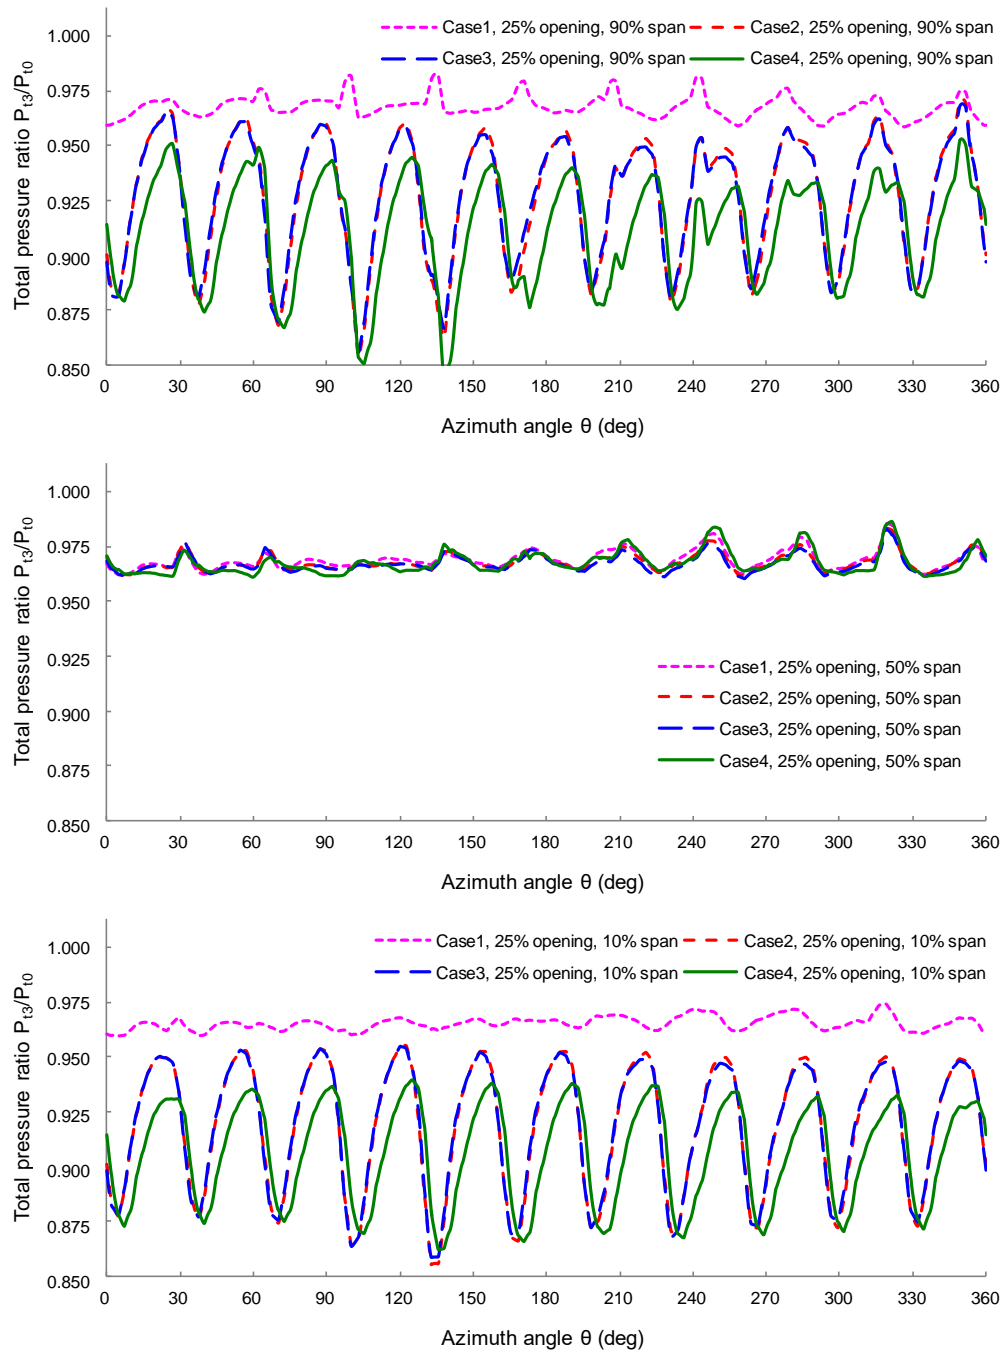 Case1, 25% opening, 90% span Case2, 25% opening, 90% span
Case3, 25% opening, 90% span Case4, 25% opening, 90% span
Total pressure ratio Pt3/Pt0
1.000
0.975
0.950
0.925
0.900
0.875
0.850
0 30 60 90 120 150 180 210 240 270 300 330 360
Azimuth angle θ (deg)
Total pressure ratio Pt3/Pt0
1.000
0.975
0.950
0.925
0.900
0.875
0.850
Case1, 25% opening, 50% span
Case2, 25% opening, 50% span
Case3, 25% opening, 50% span
Case4, 25% opening, 50% span
0 30 60 90 120 150 180 210 240 270 300 330 360
Azimuth angle θ (deg)
Case1, 25% opening, 10% span Case2, 25% opening, 10% span
Case3, 25% opening, 10% span Case4, 25% opening, 10% span
Total pressure ratio Pt3/Pt0
1.000
0.975
0.950
0.925
0.900
0.875
0.850
0 30 60 90 120 150 180 210 240 270 300 330 360
Azimuth angle θ (deg)